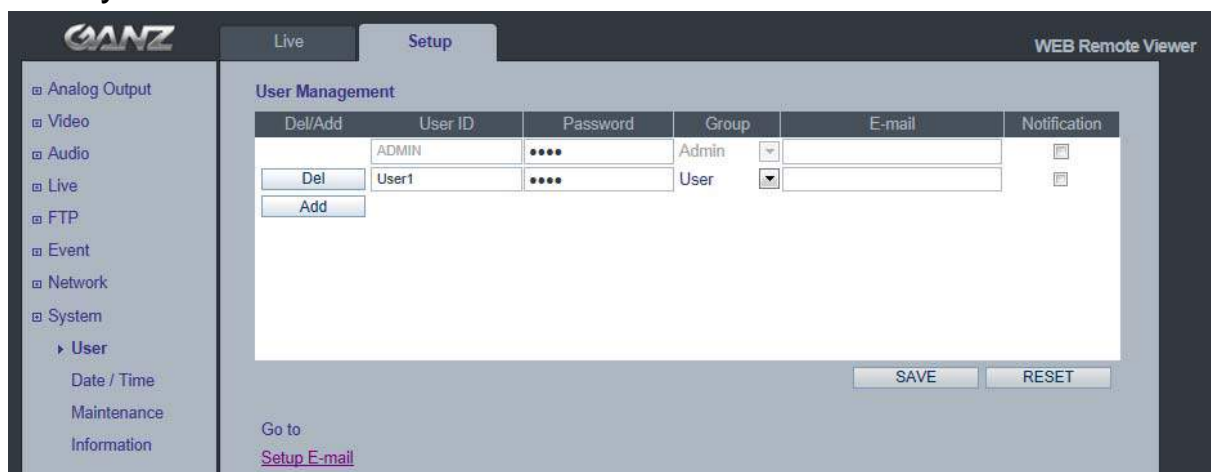 GANZ
Live
Setup
WEB Remote Viewer
Analog Output
Video
Audio
Live
FTP
Event
Network
System
User
Date / Time
Maintenance
Information
User Management
Del/Add User ID Password Group E-mail Notification
ADMIN •••• Admin
Del User1 •••• User
Add
SAVE RESET
Go to
Setup E-mail